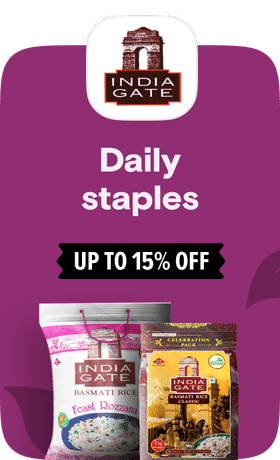 INDIA
GATE
Daily
staples
UP TO 15% OFF
INDIA
GATE
BASMATI RICE
Feast Rozzana
CELEBRATION
PACK
INDIA
GATE
BASMATI RICE
CLASSIC